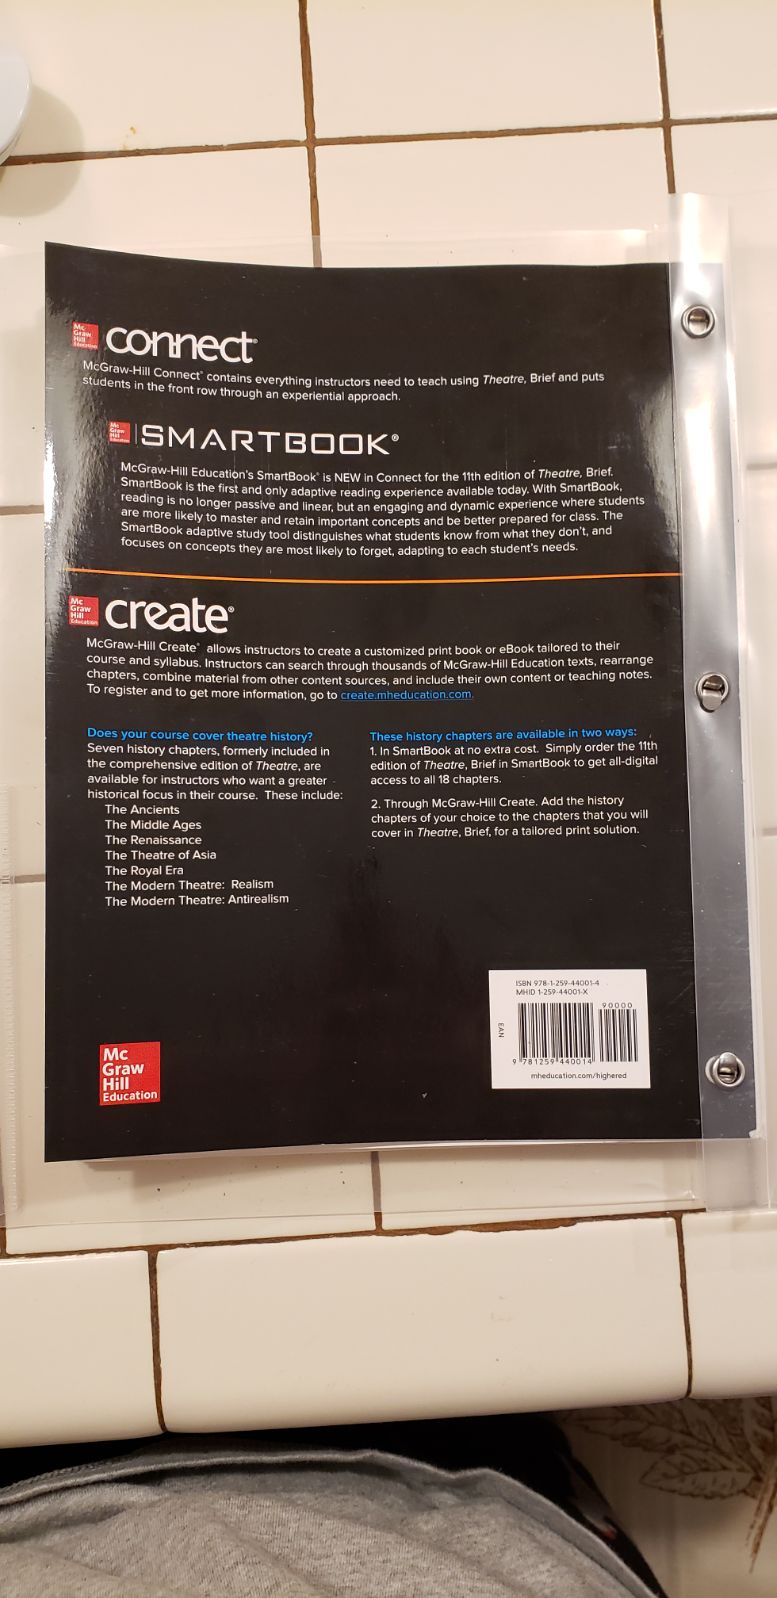 Mc
Graw
Hill
Education
connect®
McGraw-Hill Connect® contains everything instructors need to teach using Theatre, Brief and puts
students in the front row through an experiential approach.
Mc
Graw
Hill
Education
SMARTBOOK®
McGraw-Hill Education's SmartBook® is NEW in Connect for the 11th edition of Theatre, Brief.
SmartBook is the first and only adaptive reading experience available today. With SmartBook,
reading is no longer passive and linear, but an engaging and dynamic experience where students
are more likely to master and retain important concepts and be better prepared for class. The
SmartBook adaptive study tool distinguishes what students know from what they don't, and
focuses on concepts they are most likely to forget, adapting to each student's needs.
Mc
Graw
Hill
Education
create®
McGraw-Hill Create® allows instructors to create a customized print book or eBook tailored to their
course and syllabus. Instructors can search through thousands of McGraw-Hill Education texts, rearrange
chapters, combine material from other content sources, and include their own content or teaching notes.
To register and to get more information, go to create.mheducation.com.
Does your course cover theatre history?
Seven history chapters, formerly included in
the comprehensive edition of Theatre, are
available for instructors who want a greater
historical focus in their course. These include:
The Ancients
The Middle Ages
The Renaissance
The Theatre of Asia
The Royal Era
The Modern Theatre: Realism
The Modern Theatre: Antirealism
These history chapters are available in two ways:
1. In SmartBook at no extra cost. Simply order the 11th
edition of Theatre, Brief in SmartBook to get all-digital
access to all 18 chapters.
2. Through McGraw-Hill Create. Add the history
chapters of your choice to the chapters that you will
cover in Theatre, Brief, for a tailored print solution.
ISBN 978-1-259-44001-4
MHID 1-259-44001-X
90000
EAN
9 781259 440014
mheducation.com/highered
Mc
Graw
Hill
Education